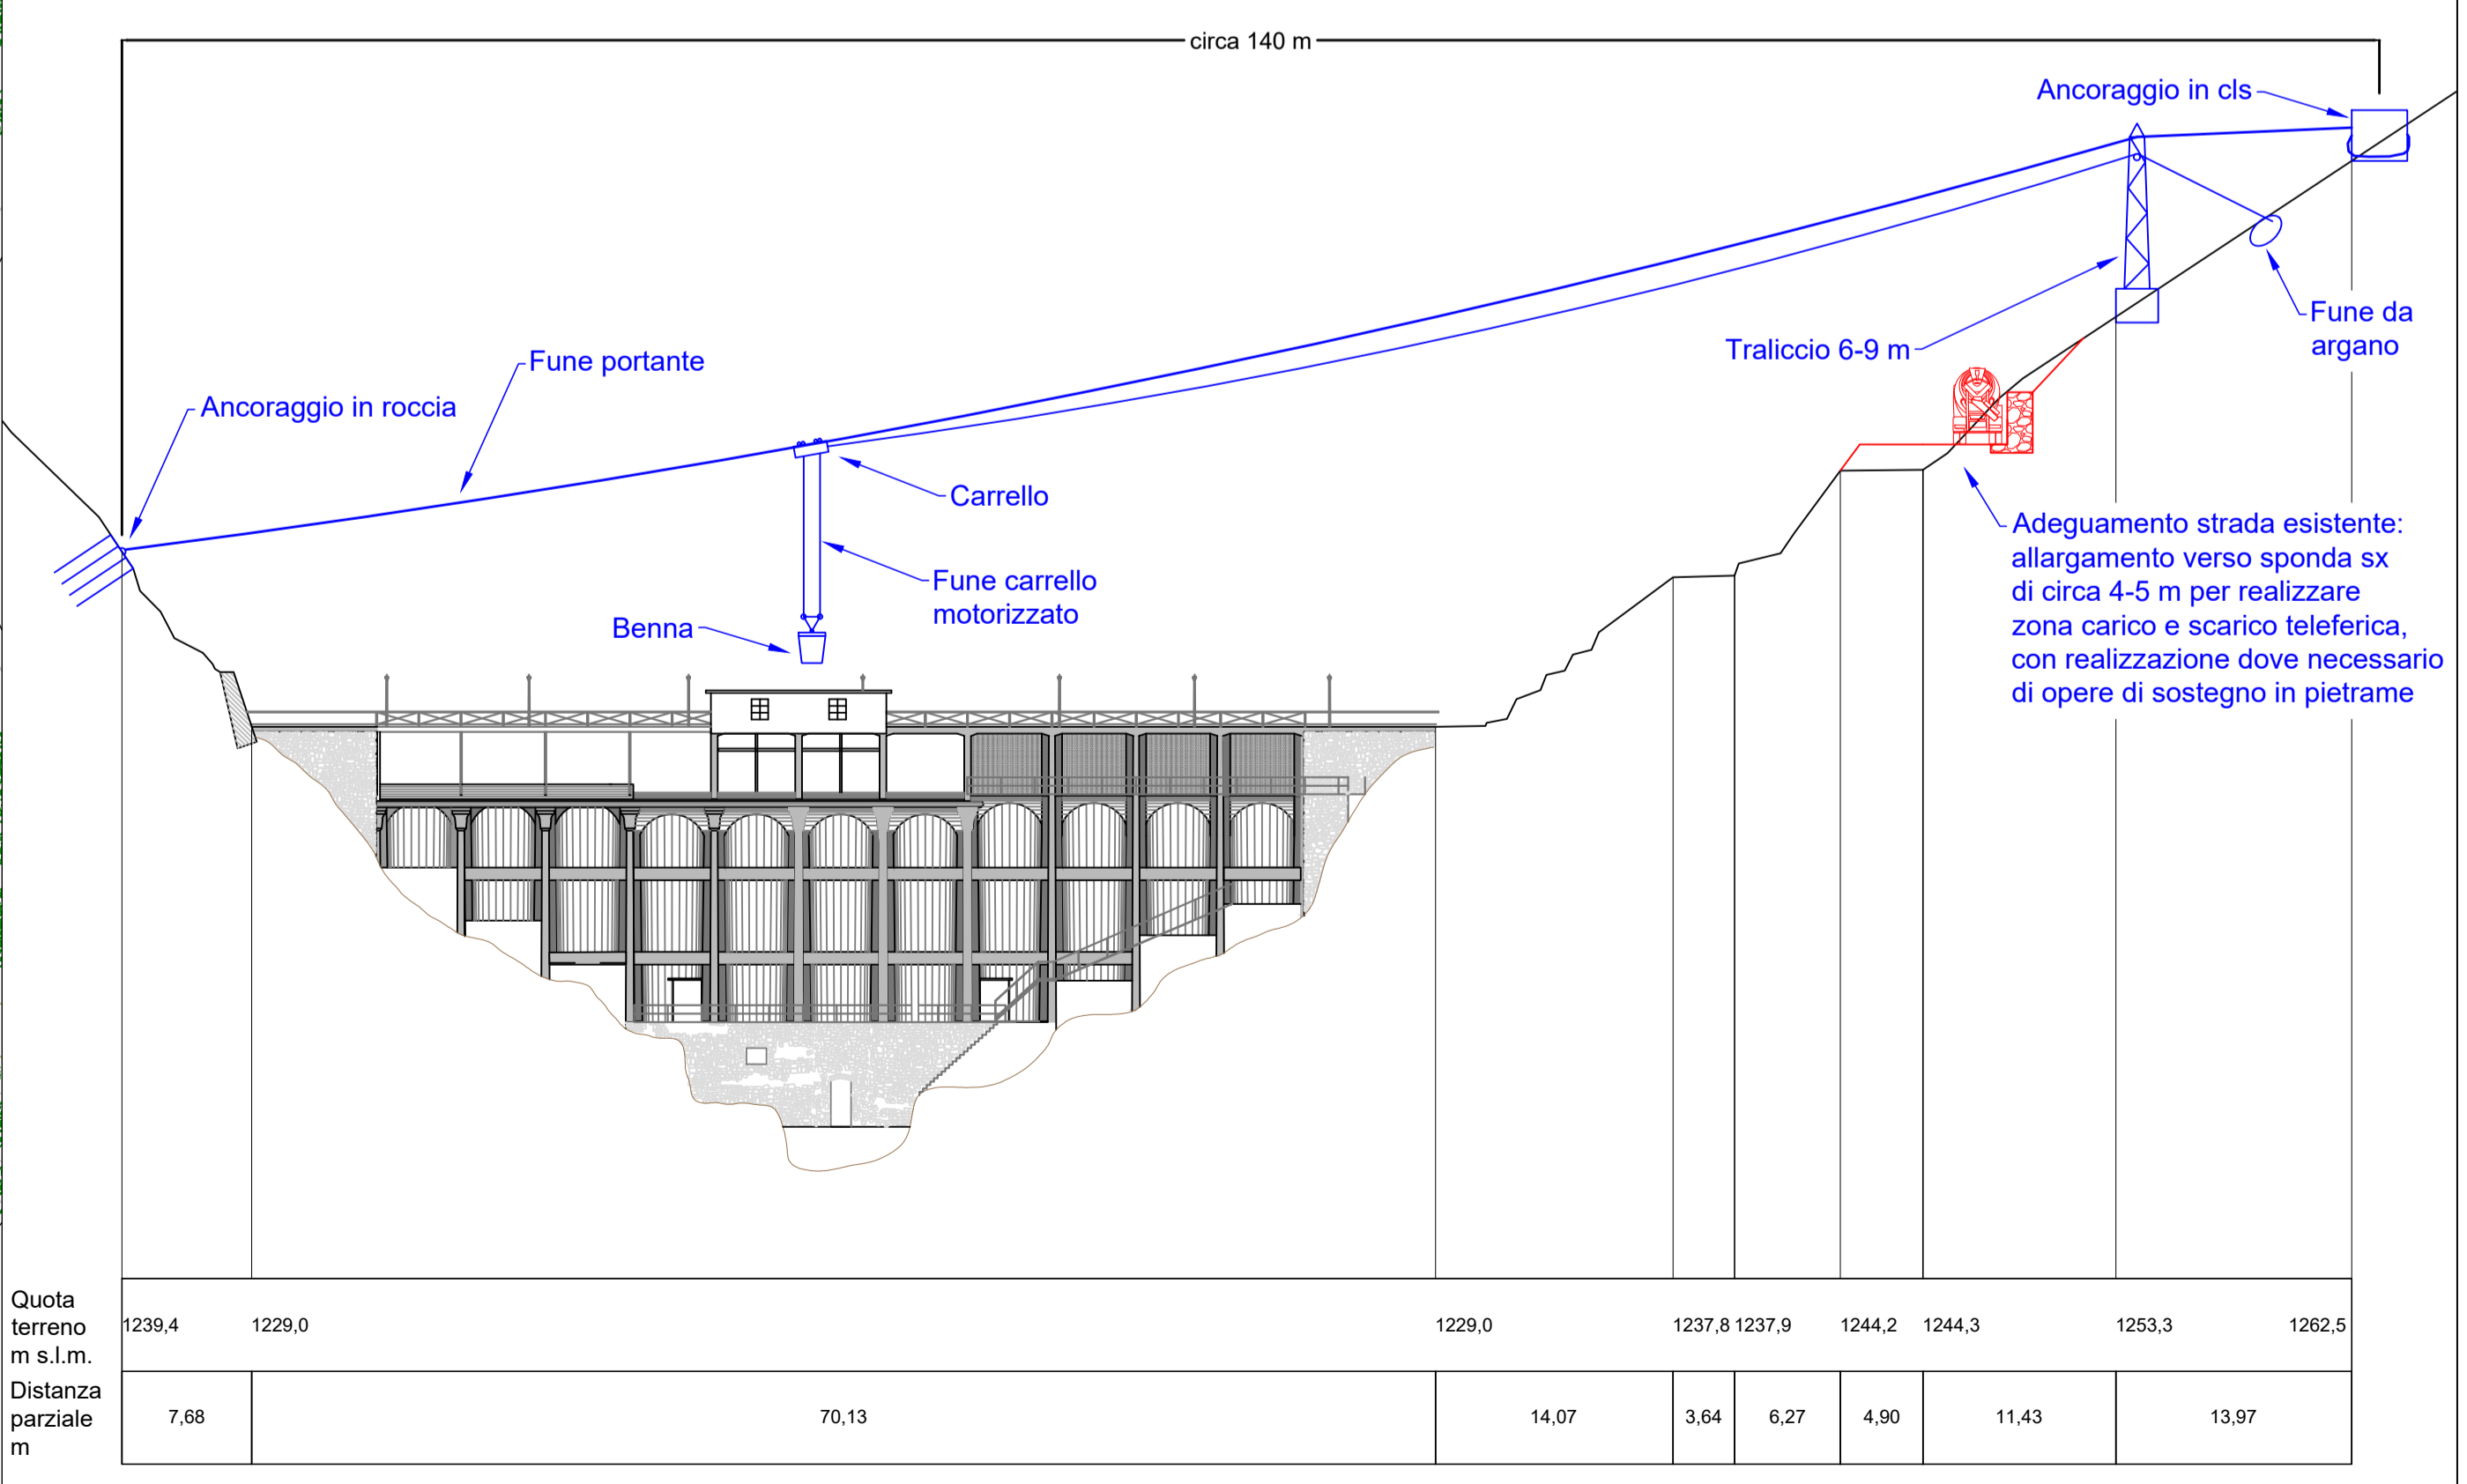 circa 140 m
Ancoraggio in cls
Fune portante
Ancoraggio in roccia
Traliccio 6-9 m
Fune da
argano
Carrello
Fune carrello
motorizzato
Benna
Adeguamento strada esistente:
allargamento verso sponda sx
di circa 4-5 m per realizzare
zona carico e scarico teleferica,
con realizzazione dove necessario
di opere di sostegno in pietrame
Quota
terreno
m s.l.m.
1239,4 1229,0 1229,0 1237,8 1237,9 1244,2 1244,3 1253,3 1262,5
Distanza
parziale
m
7,68 70,13 14,07 3,64 6,27 4,90 11,43 13,97